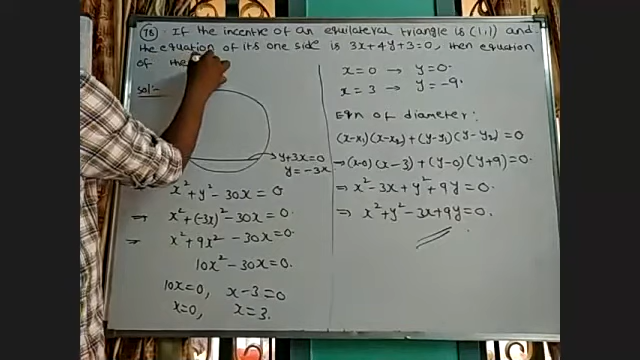 78. If the incentre of an equilateral triangle is (1,1) and
the equation of its one side is 3x+4y+3=0, then equation
of the
Sol:-
y+3x=0
y=-3x
x²+y²-30x=0
⇒ x²+(-3x)²-30x=0.
⇒ x²+9x²-30x=0.
10x²-30x=0.
10x=0, x-3=0
x=0, x=3.
x=0 → y=0.
x=3 → y=-9.
Eqn of diameter:
(x-x₁)(x-x₂)+(y-y₁)(y-y₂)=0
⇒(x-0)(x-3)+(y-0)(y+9)=0.
⇒ x²-3x+y²+9y=0.
⇒ x²+y²-3x+9y=0.